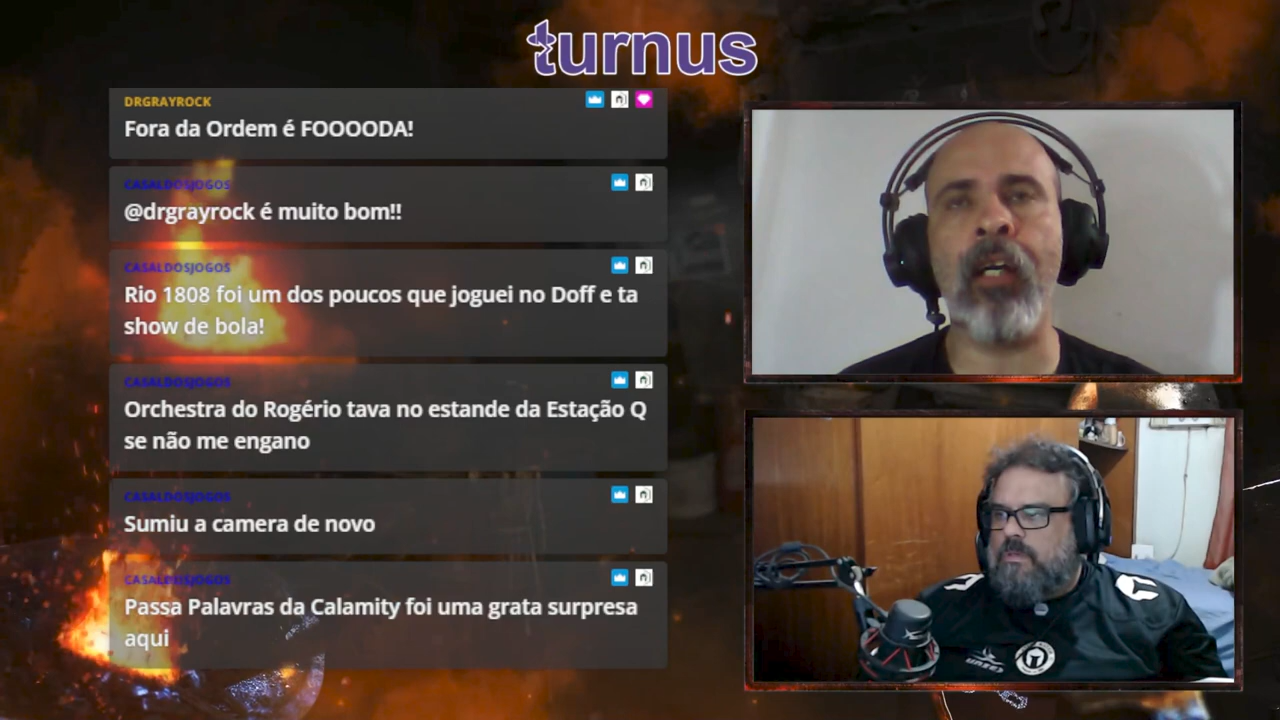 turnus
DRGRAYROCK
Fora da Ordem é FOOOODA!
CASALDOSJOGOS
@drgrayrock é muito bom!!
CASALDOSJOGOS
Rio 1808 foi um dos poucos que joguei no Doff e ta
show de bola!
CASALDOSJOGOS
Orchestra do Rogério tava no estande da Estação Q
se não me engano
CASALDOSJOGOS
Sumiu a camera de novo
CASALDOSJOGOS
Passa Palavras da Calamity foi uma grata surpresa
aqui